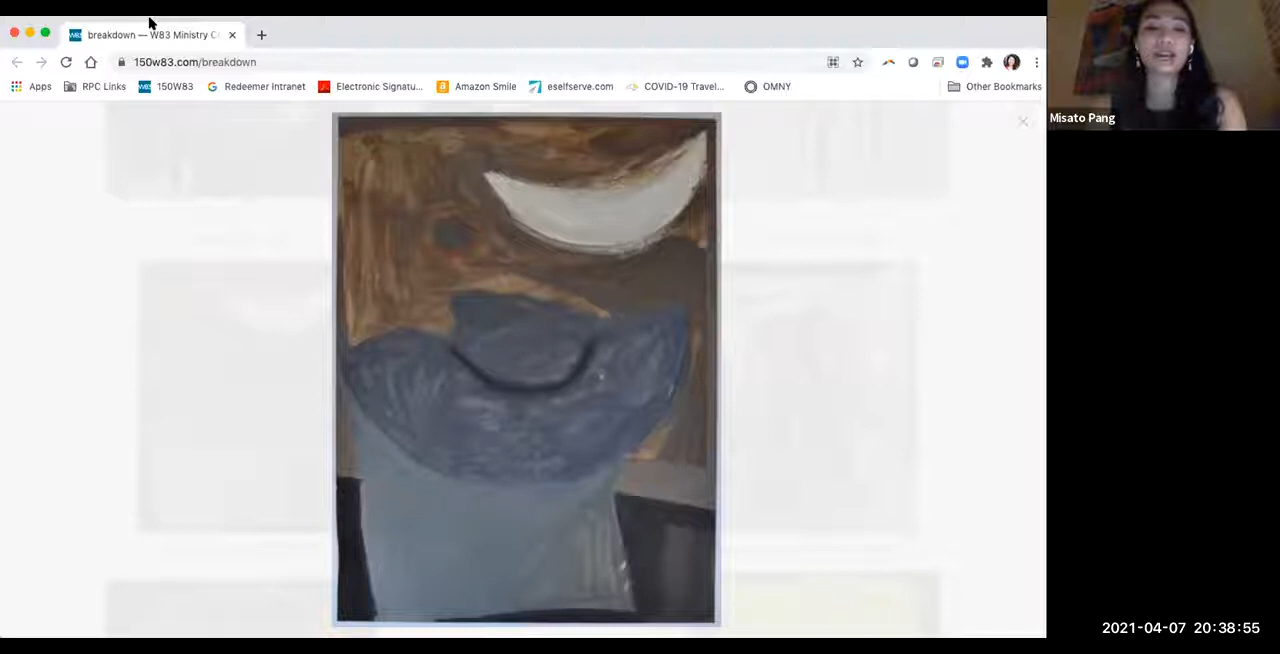 breakdown — W83 Ministry C
150w83.com/breakdown
Apps RPC Links W83 150W83 Redeemer Intranet Electronic Signatu... Amazon Smile eselfserve.com COVID-19 Travel... OMNY Other Bookmarks
Misato Pang
2021-04-07 20:38:55